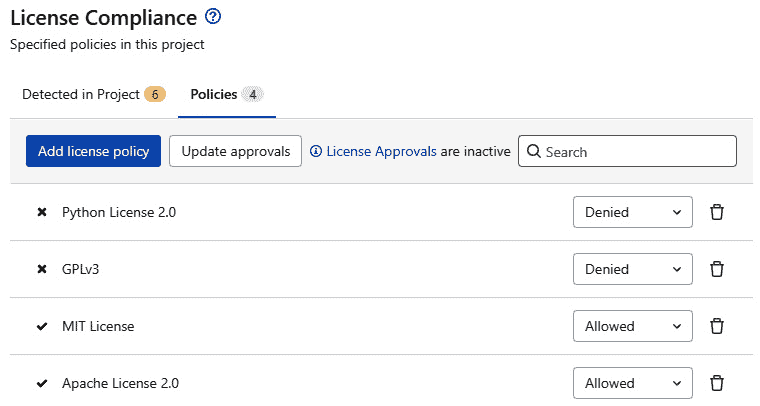 License Compliance
Specified policies in this project
Detected in Project 6 Policies 4
Add license policy Update approvals License Approvals are inactive Search
Python License 2.0 Denied
GPLv3 Denied
MIT License Allowed
Apache License 2.0 Allowed